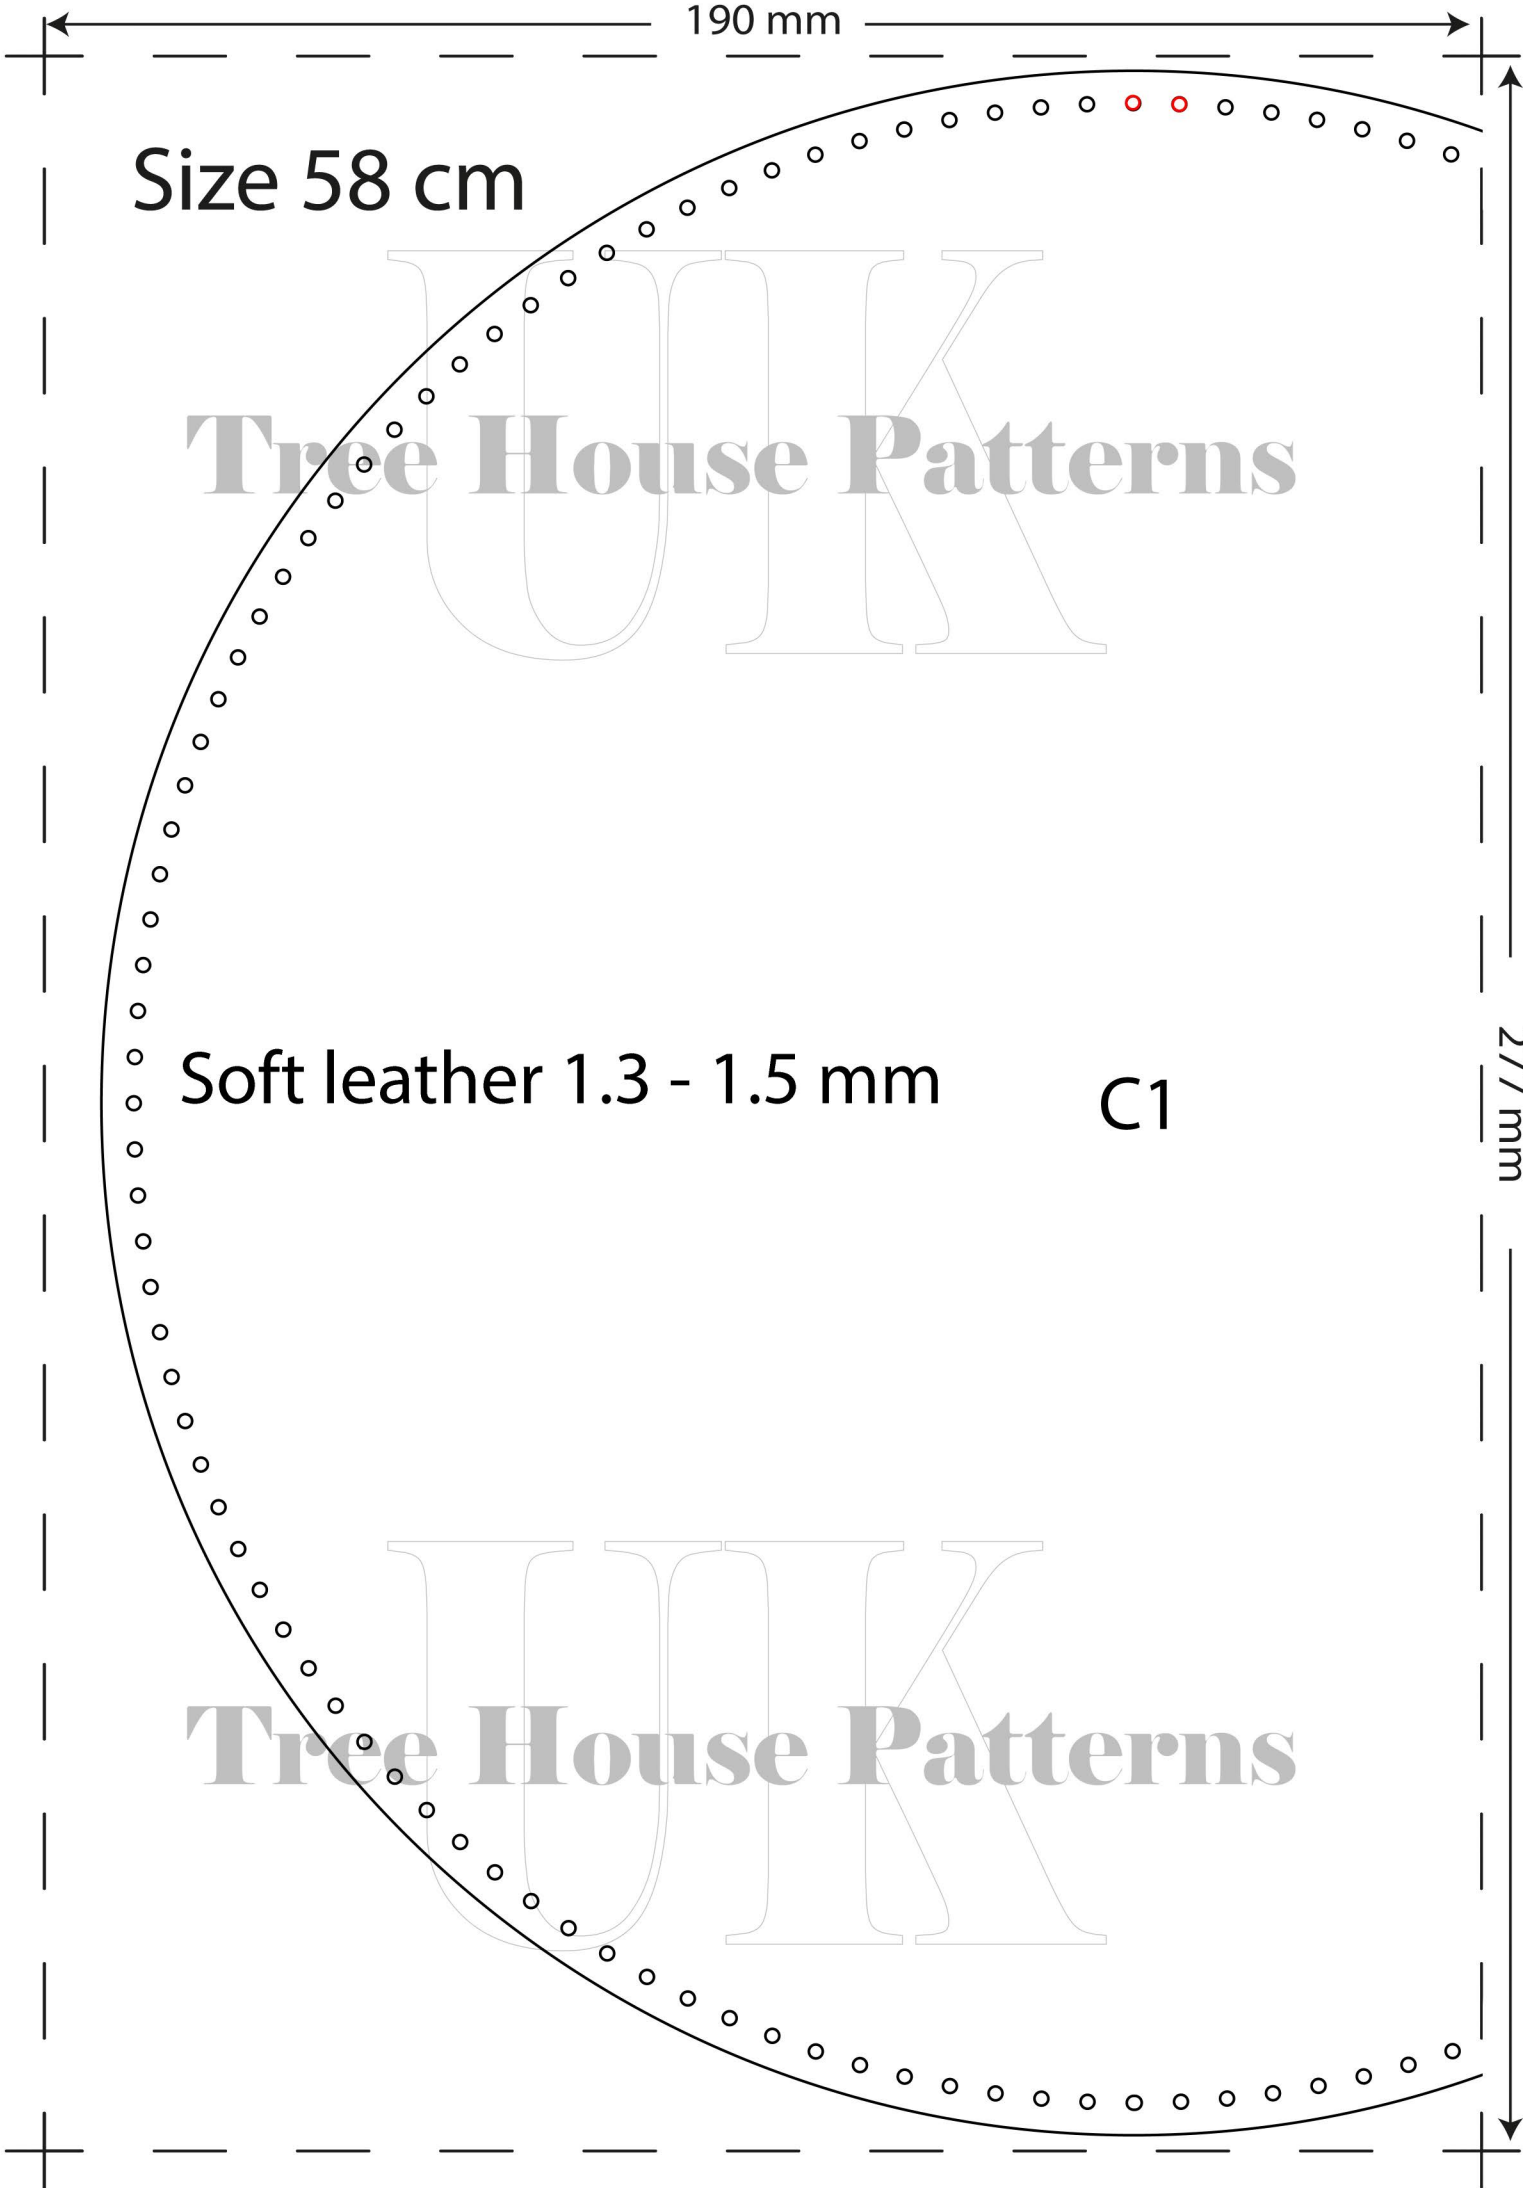 190 mm
Size 58 cm
UK
Tree House Patterns
Soft leather 1.3 - 1.5 mm
C1
277 mm
UK
Tree House Patterns